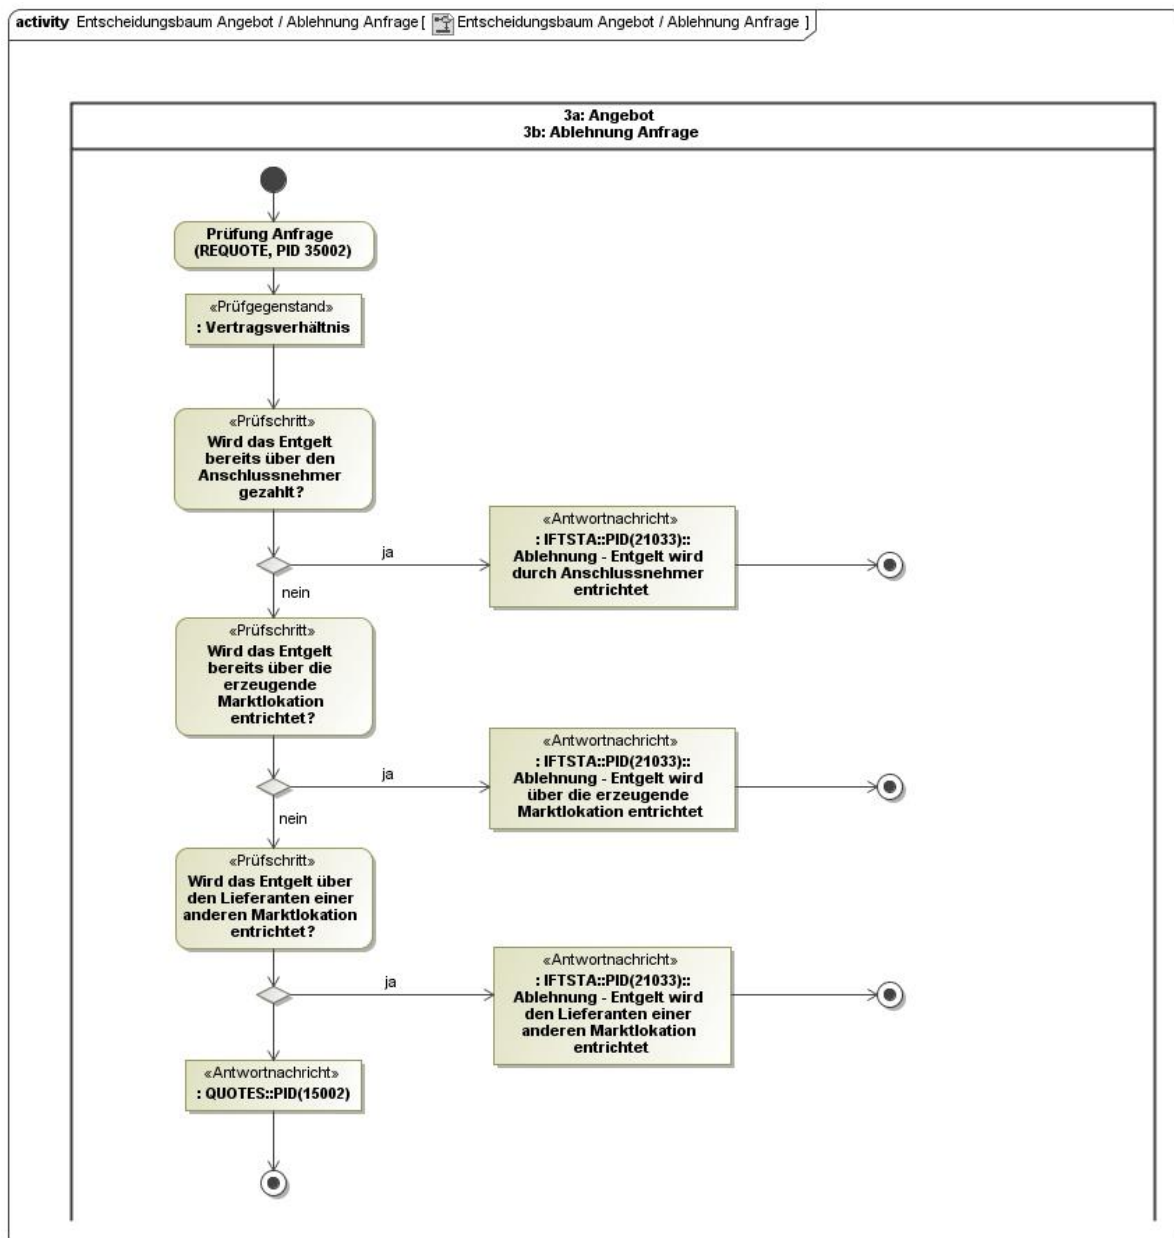 activity Entscheidungsbaum Angebot / Ablehnung Anfrage [ Entscheidungsbaum Angebot / Ablehnung Anfrage ]
3a: Angebot
3b: Ablehnung Anfrage
Prüfung Anfrage
(REQUOTE, PID 35002)
«Prüfgegenstand»
: Vertragsverhältnis
«Prüfschritt»
Wird das Entgelt
bereits über den
Anschlussnehmer
gezahlt?
ja
«Antwortnachricht»
: IFTSTA::PID(21033)::
Ablehnung - Entgelt wird
durch Anschlussnehmer
entrichtet
nein
«Prüfschritt»
Wird das Entgelt
bereits über die
erzeugende
Marktlokation
entrichtet?
ja
«Antwortnachricht»
: IFTSTA::PID(21033)::
Ablehnung - Entgelt wird
über die erzeugende
Marktlokation entrichtet
nein
«Prüfschritt»
Wird das Entgelt über
den Lieferanten einer
anderen Marktlokation
entrichtet?
ja
«Antwortnachricht»
: IFTSTA::PID(21033)::
Ablehnung - Entgelt wird
den Lieferanten einer
anderen Marktlokation
entrichtet
«Antwortnachricht»
: QUOTES::PID(15002)